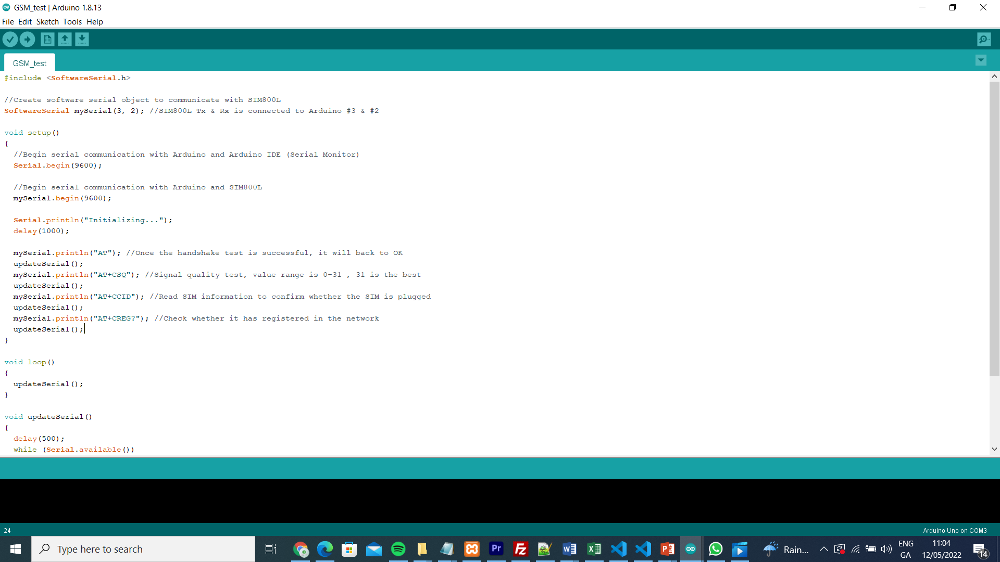 GSM_test | Arduino 1.8.13
File Edit Sketch Tools Help
GSM_test
#include <SoftwareSerial.h>
//Create software serial object to communicate with SIM800L
SoftwareSerial mySerial(3, 2); //SIM800L Tx & Rx is connected to Arduino #3 & #2
void setup()
{
//Begin serial communication with Arduino and Arduino IDE (Serial Monitor)
Serial.begin(9600);
//Begin serial communication with Arduino and SIM800L
mySerial.begin(9600);
Serial.println("Initializing...");
delay(1000);
mySerial.println("AT"); //Once the handshake test is successful, it will back to OK
updateSerial();
mySerial.println("AT+CSQ"); //Signal quality test, value range is 0-31 , 31 is the best
updateSerial();
mySerial.println("AT+CCID"); //Read SIM information to confirm whether the SIM is plugged
updateSerial();
mySerial.println("AT+CREG?"); //Check whether it has registered in the network
updateSerial();
}
void loop()
{
updateSerial();
}
void updateSerial()
{
delay(500);
while (Serial.available())
24
Arduino Uno on COM3
Type here to search
Pr
Rain...
ENG
GA
11:04
12/05/2022
14